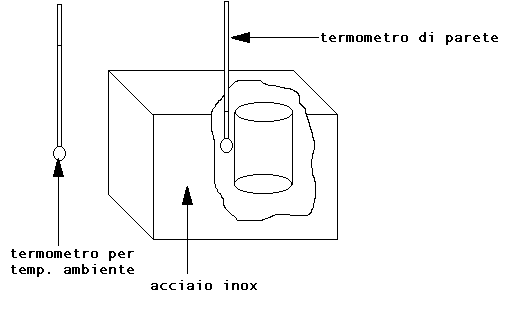 termometro di parete
termometro per
temp. ambiente
acciaio inox